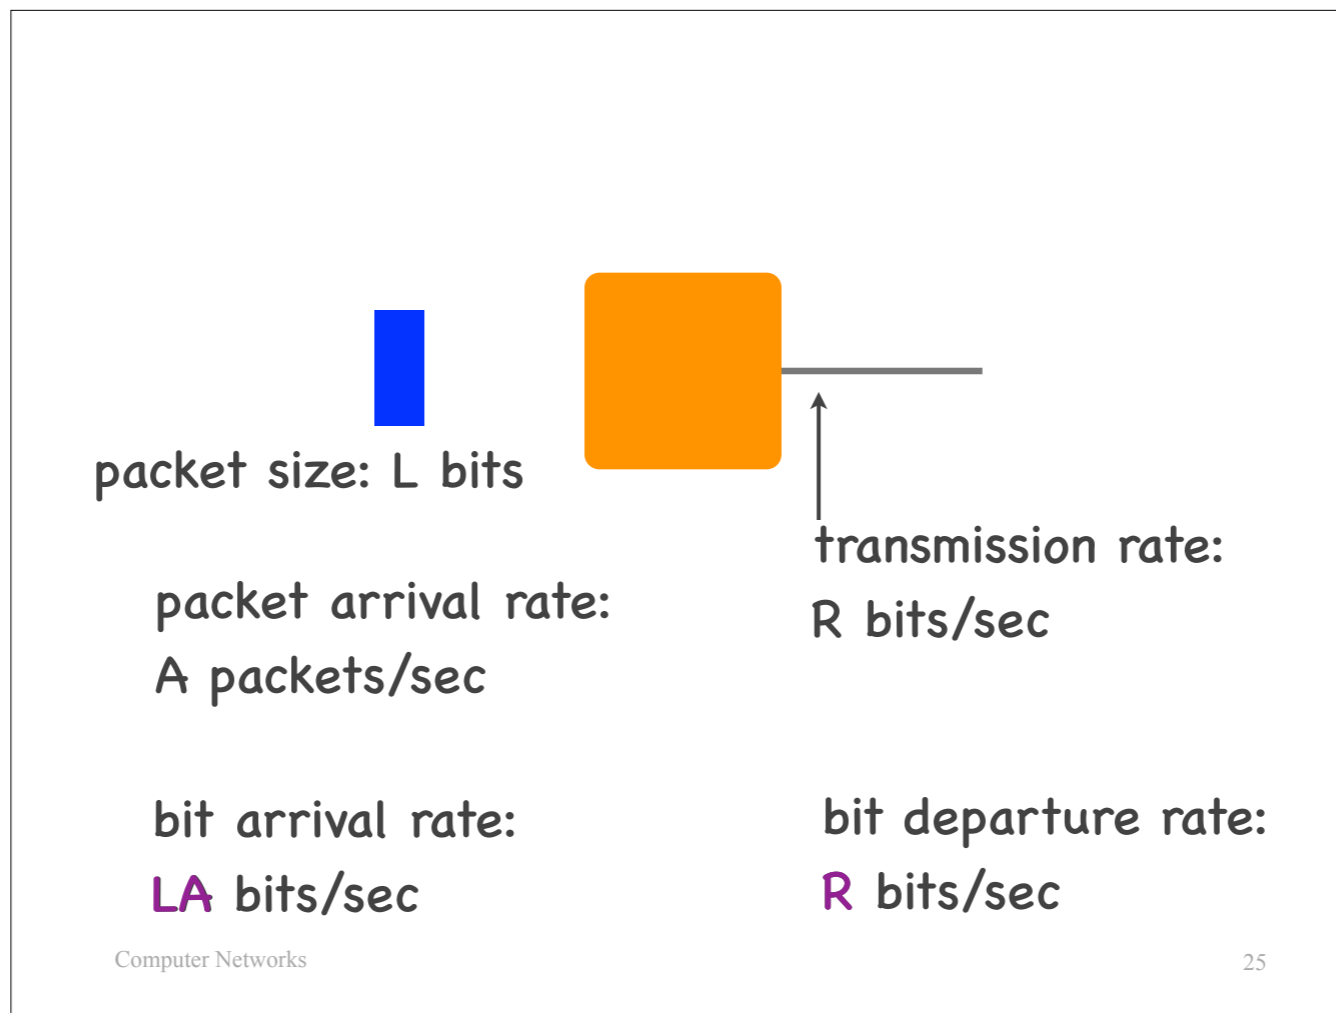 packet size: L bits
packet arrival rate:
A packets/sec
transmission rate:
R bits/sec
bit arrival rate:
LA bits/sec
bit departure rate:
R bits/sec
Computer Networks
25